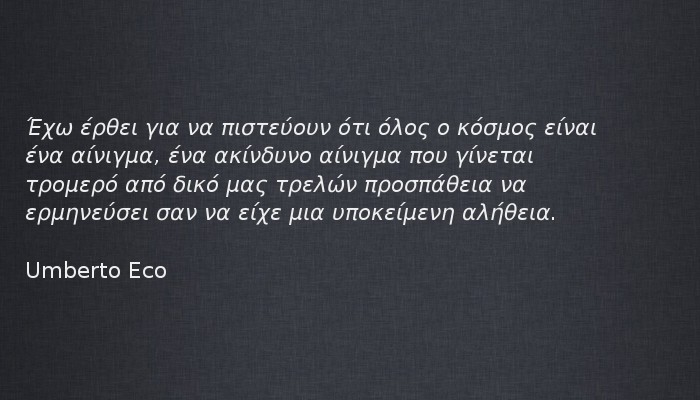 Έχω έρθει για να πιστεύουν ότι όλος ο κόσμος είναι
ένα αίνιγμα, ένα ακίνδυνο αίνιγμα που γίνεται
τρομερό από δικό μας τρελών προσπάθεια να
ερμηνεύσει σαν να είχε μια υποκείμενη αλήθεια.
Umberto Eco